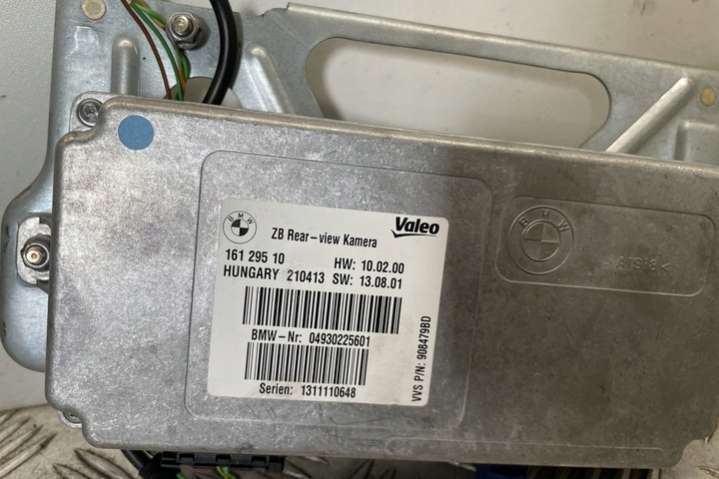 BMW
ZB Rear-view Kamera
Valeo
161 295 10
HW: 10.02.00
HUNGARY 210413 SW: 13.08.01
BMW-Nr: 04930225601
Serien: 1311110648
VVS P/N: 908479BD
BMW